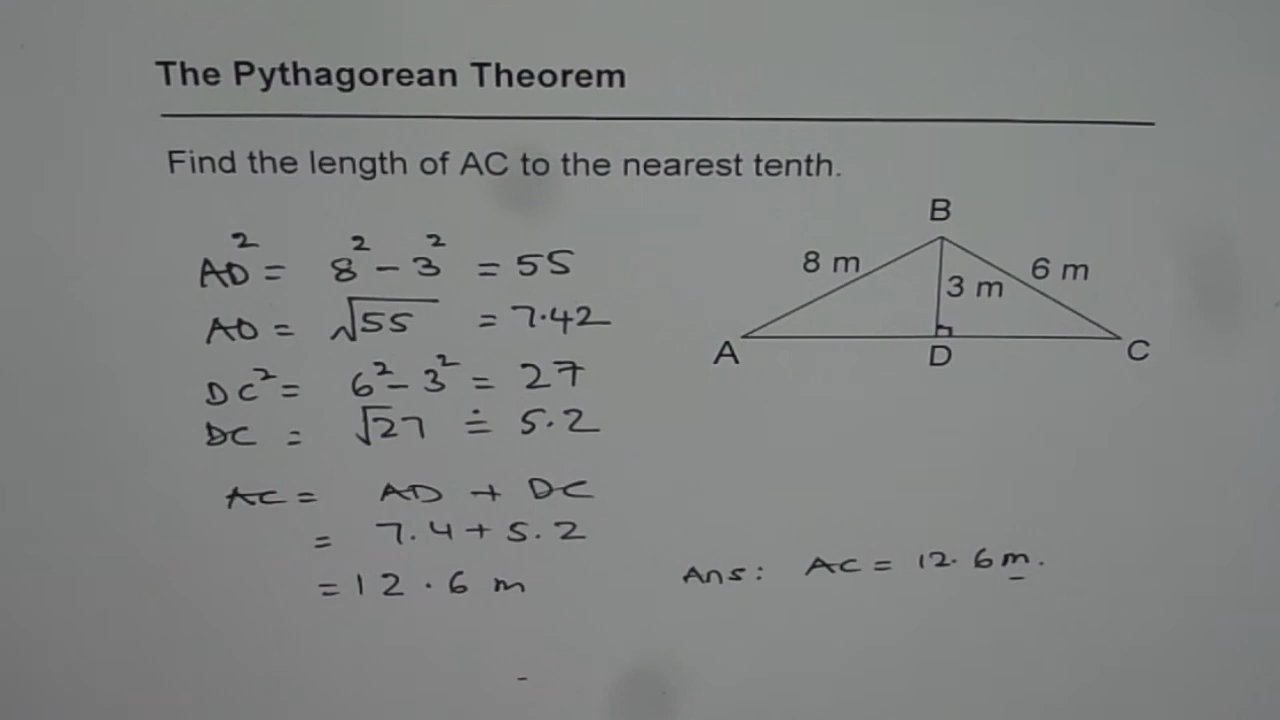 The Pythagorean Theorem
Find the length of AC to the nearest tenth.
AD² = 8² - 3² = 55
AD = √55 = 7.42
DC² = 6² - 3² = 27
DC = √27 ≐ 5.2
AC = AD + DC
= 7.4 + 5.2
= 12.6 m
B
8 m
6 m
3 m
A
D
C
Ans: AC = 12.6 m.